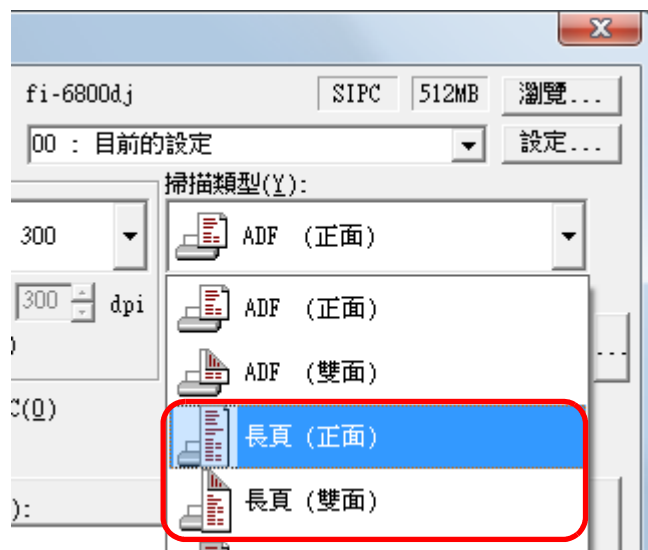 fi-6800dj SIPC 512MB 瀏覽...
00 : 目前的設定 設定...
掃描類型(Y):
300 ADF (正面)
300 dpi ADF (正面)
) ...
ADF (雙面)
C(O)
長頁 (正面)
長頁 (雙面)
):